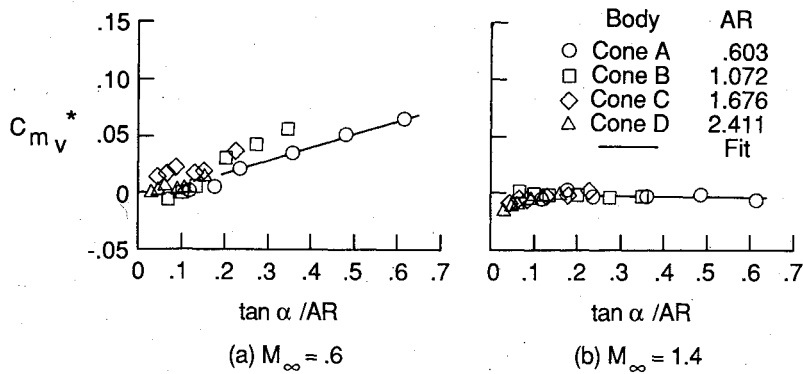 Body AR
Cone A .603
Cone B 1.072
Cone C 1.676
Cone D 2.411
Fit
.15
.10
C_{m_v}* .05
0
-.05
0 .1 .2 .3 .4 .5 .6 .7
0 .1 .2 .3 .4 .5 .6 .7
tan α /AR
tan α /AR
(a) M∞ = .6
(b) M∞ = 1.4